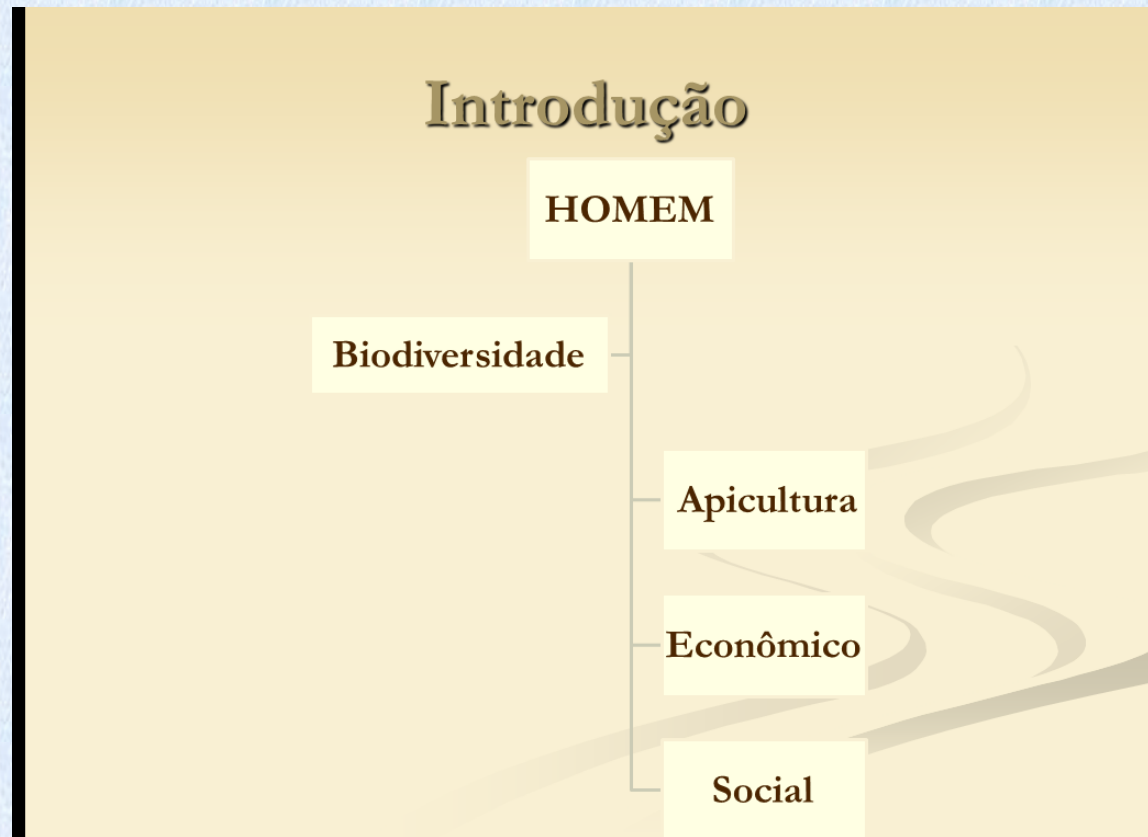 Introdução
HOMEM
Biodiversidade
Apicultura
Econômico
Social